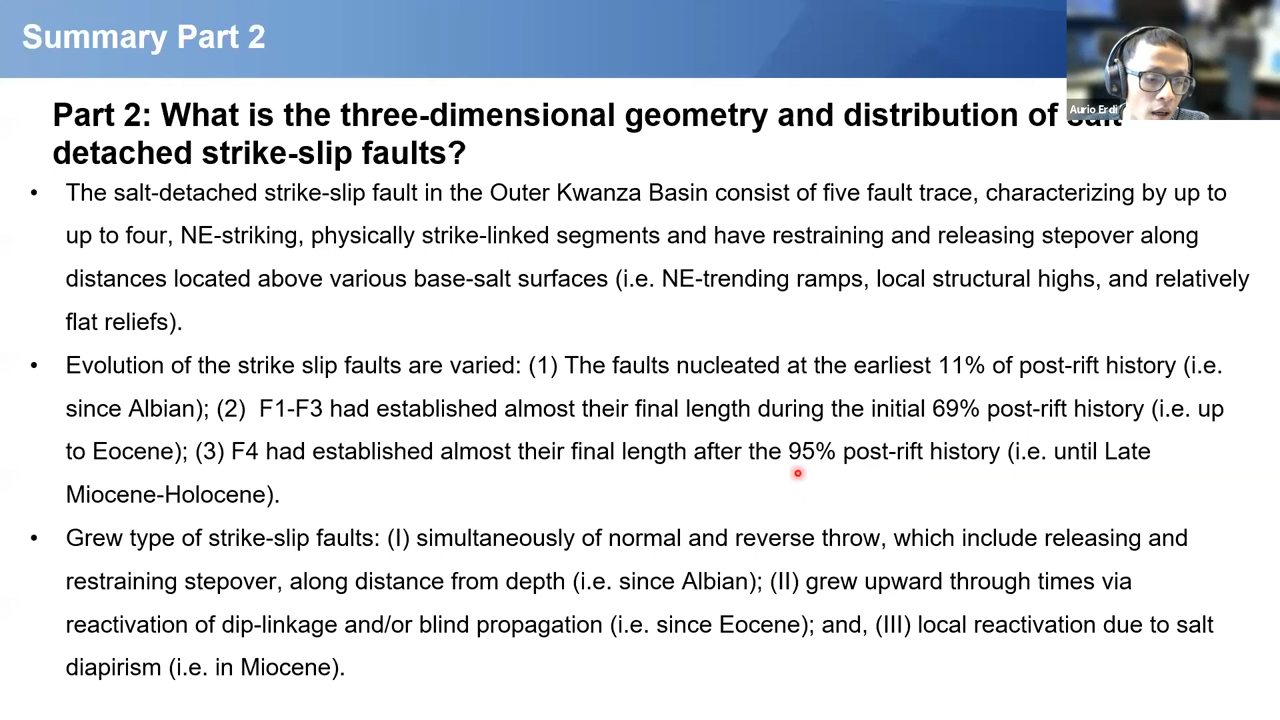 Summary Part 2
Aurio Erdi
Part 2: What is the three-dimensional geometry and distribution of salt
detached strike-slip faults?
• The salt-detached strike-slip fault in the Outer Kwanza Basin consist of five fault trace, characterizing by up to
up to four, NE-striking, physically strike-linked segments and have restraining and releasing stepover along
distances located above various base-salt surfaces (i.e. NE-trending ramps, local structural highs, and relatively
flat reliefs).
• Evolution of the strike slip faults are varied: (1) The faults nucleated at the earliest 11% of post-rift history (i.e.
since Albian); (2) F1-F3 had established almost their final length during the initial 69% post-rift history (i.e. up
to Eocene); (3) F4 had established almost their final length after the 95% post-rift history (i.e. until Late
Miocene-Holocene).
• Grew type of strike-slip faults: (I) simultaneously of normal and reverse throw, which include releasing and
restraining stepover, along distance from depth (i.e. since Albian); (II) grew upward through times via
reactivation of dip-linkage and/or blind propagation (i.e. since Eocene); and, (III) local reactivation due to salt
diapirism (i.e. in Miocene).